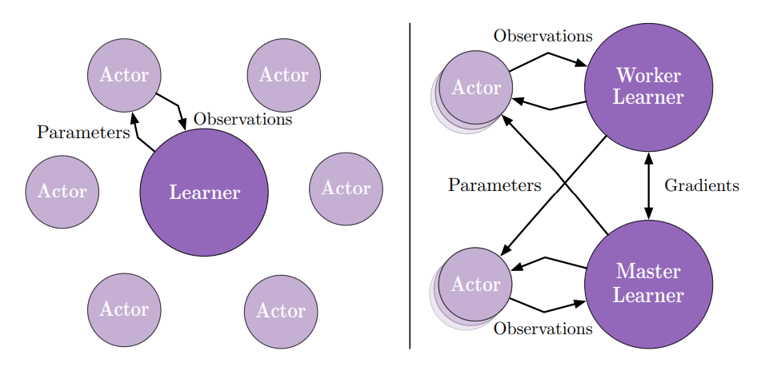 Actor
Actor
Observations
Parameters
Actor
Learner
Actor
Actor
Actor
Observations
Actor
Worker
Learner
Parameters
Gradients
Actor
Master
Learner
Observations